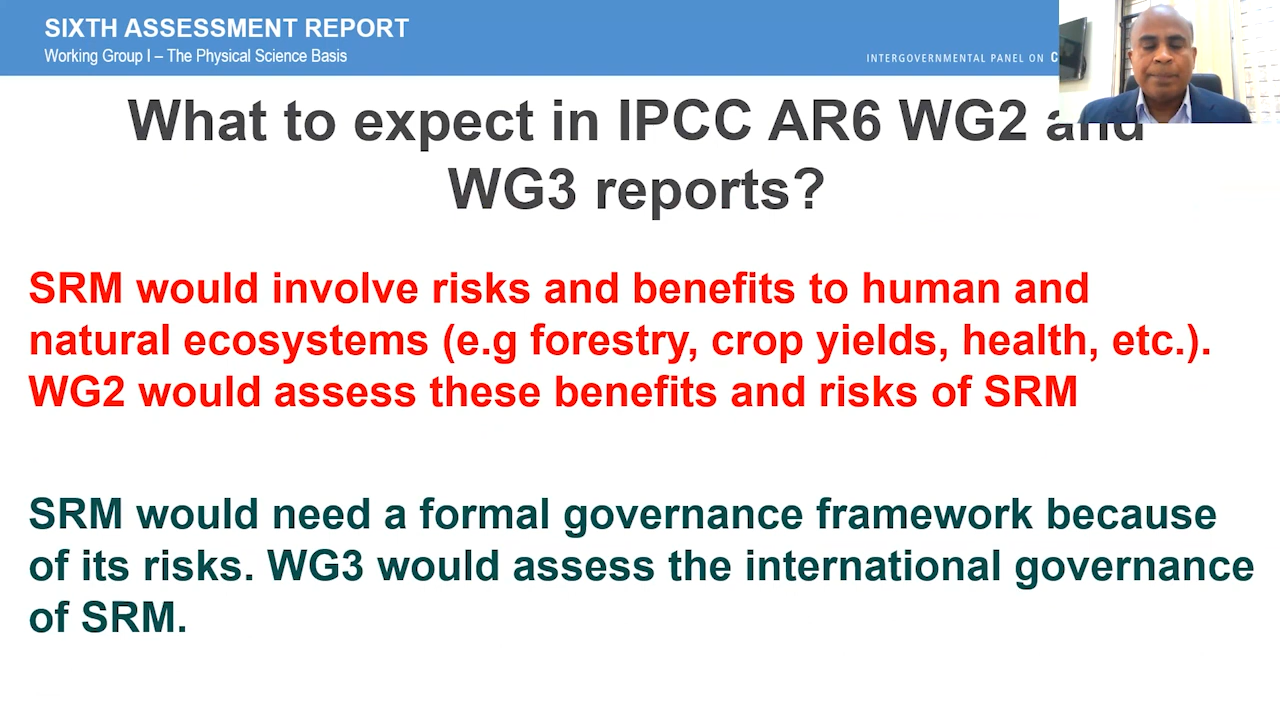 SIXTH ASSESSMENT REPORT
Working Group I – The Physical Science Basis
INTERGOVERNMENTAL PANEL ON
What to expect in IPCC AR6 WG2 and
WG3 reports?
SRM would involve risks and benefits to human and
natural ecosystems (e.g forestry, crop yields, health, etc.).
WG2 would assess these benefits and risks of SRM
SRM would need a formal governance framework because
of its risks. WG3 would assess the international governance
of SRM.